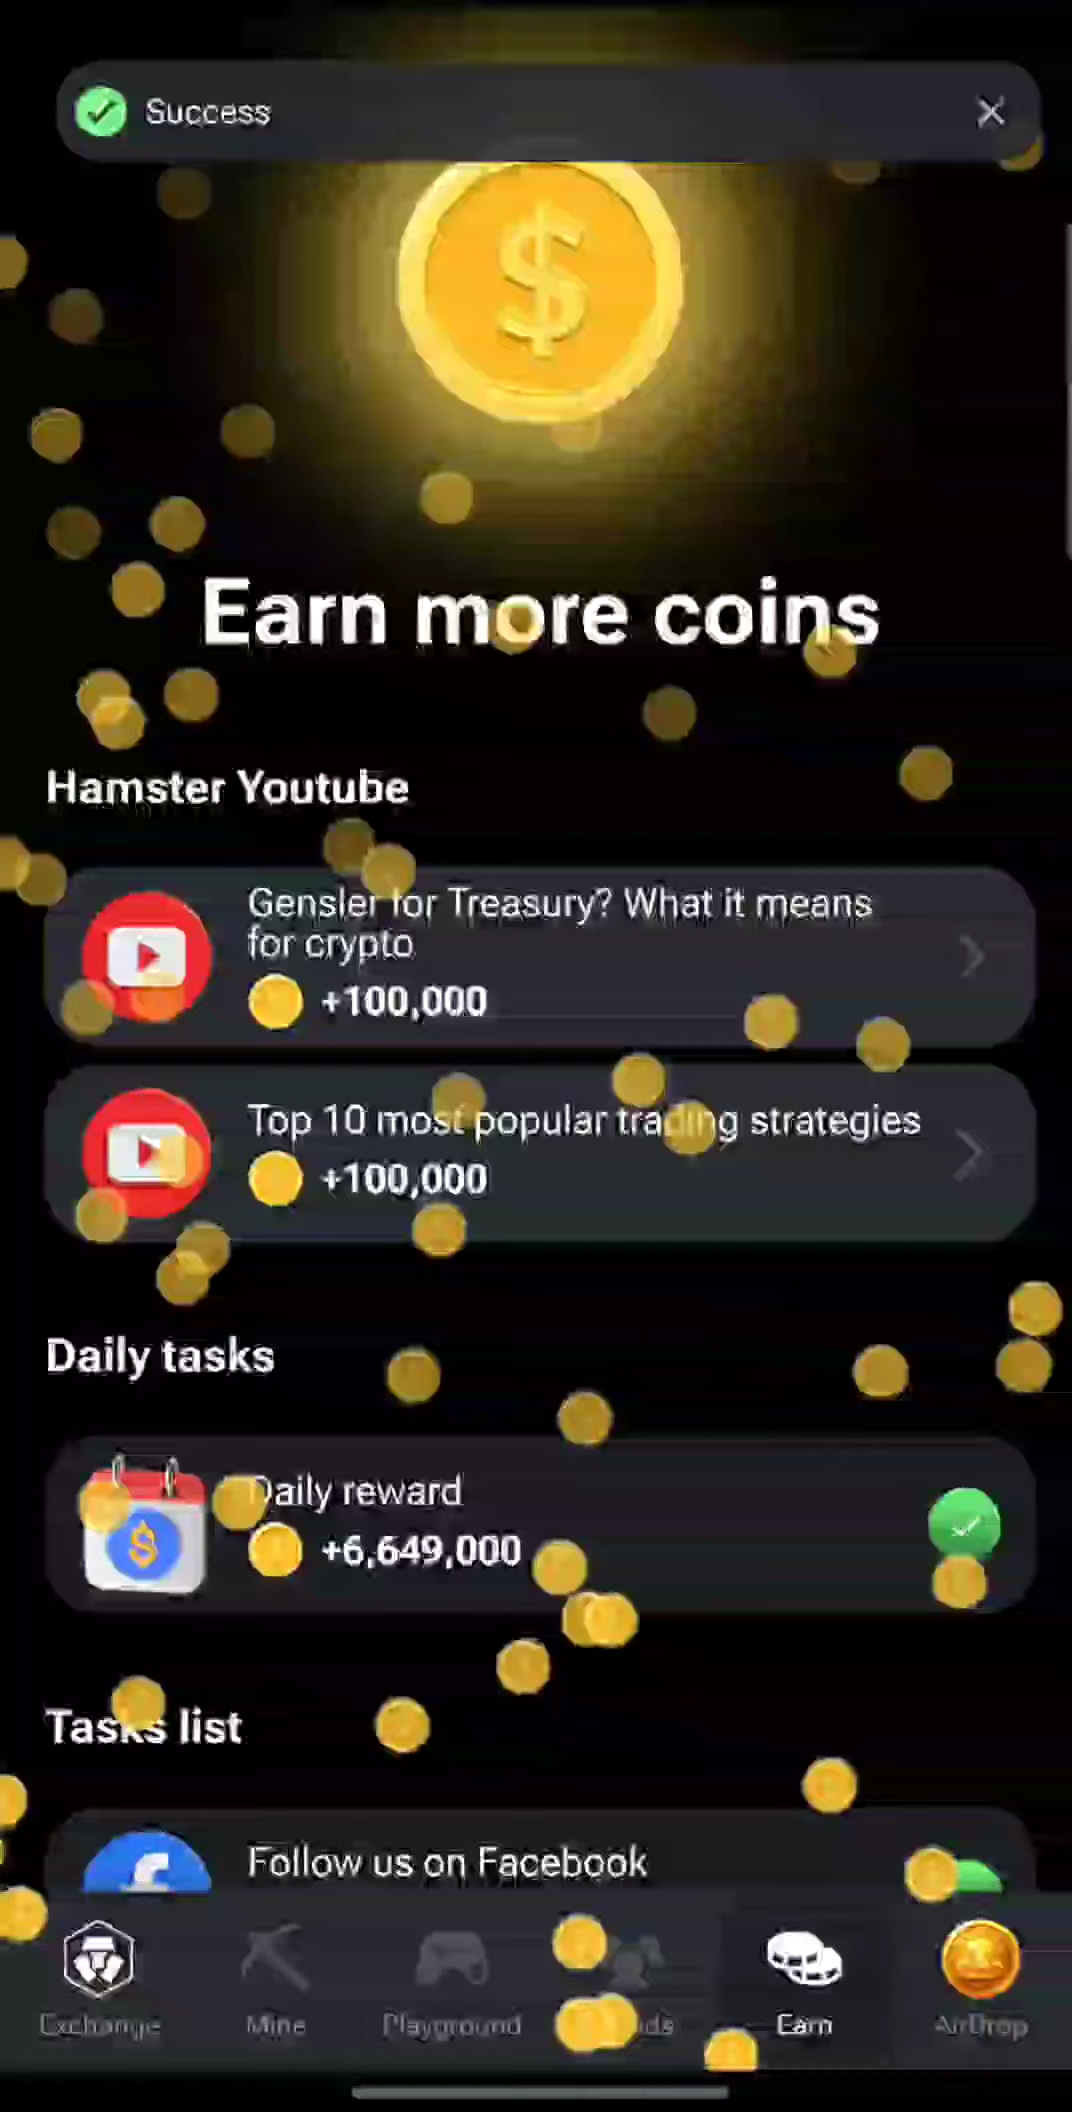 Success
Earn more coins
Hamster Youtube
Gensler for Treasury? What it means
for crypto
+100,000
Top 10 most popular trading strategies
+100,000
Daily tasks
Daily reward
+6,649,000
Tasks list
Follow us on Facebook
Exchange
Mine
Playground
Earn
AirDrop